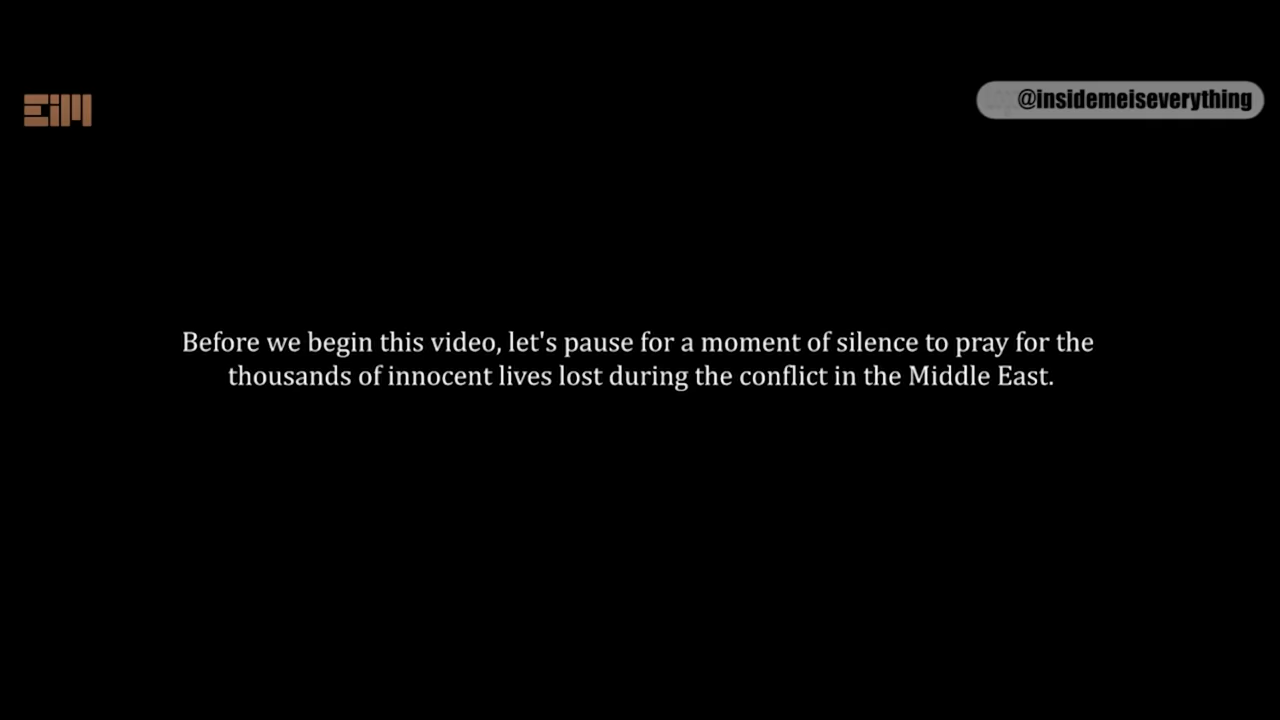 EiM
@insidemeiseverything
Before we begin this video, let's pause for a moment of silence to pray for the
thousands of innocent lives lost during the conflict in the Middle East.